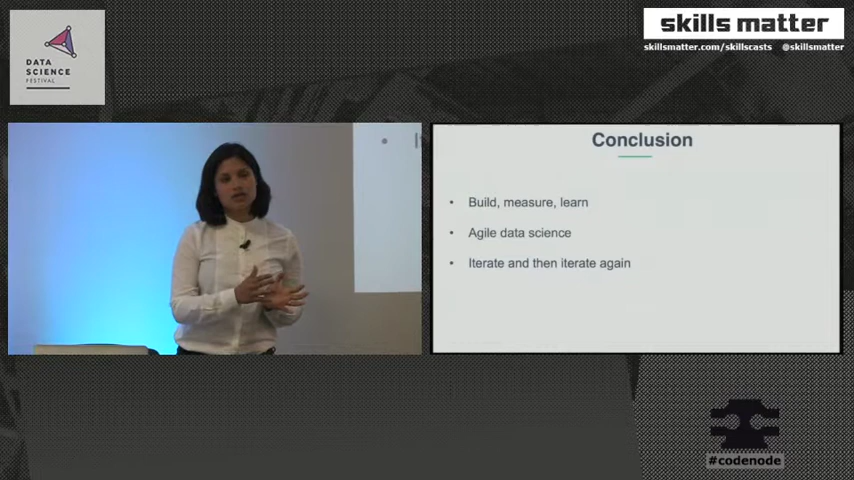 DATA
SCIENCE
FESTIVAL
skills matter
skillsmatter.com/skillscasts @skillsmatter
Conclusion
• Build, measure, learn
• Agile data science
• Iterate and then iterate again
#codenode